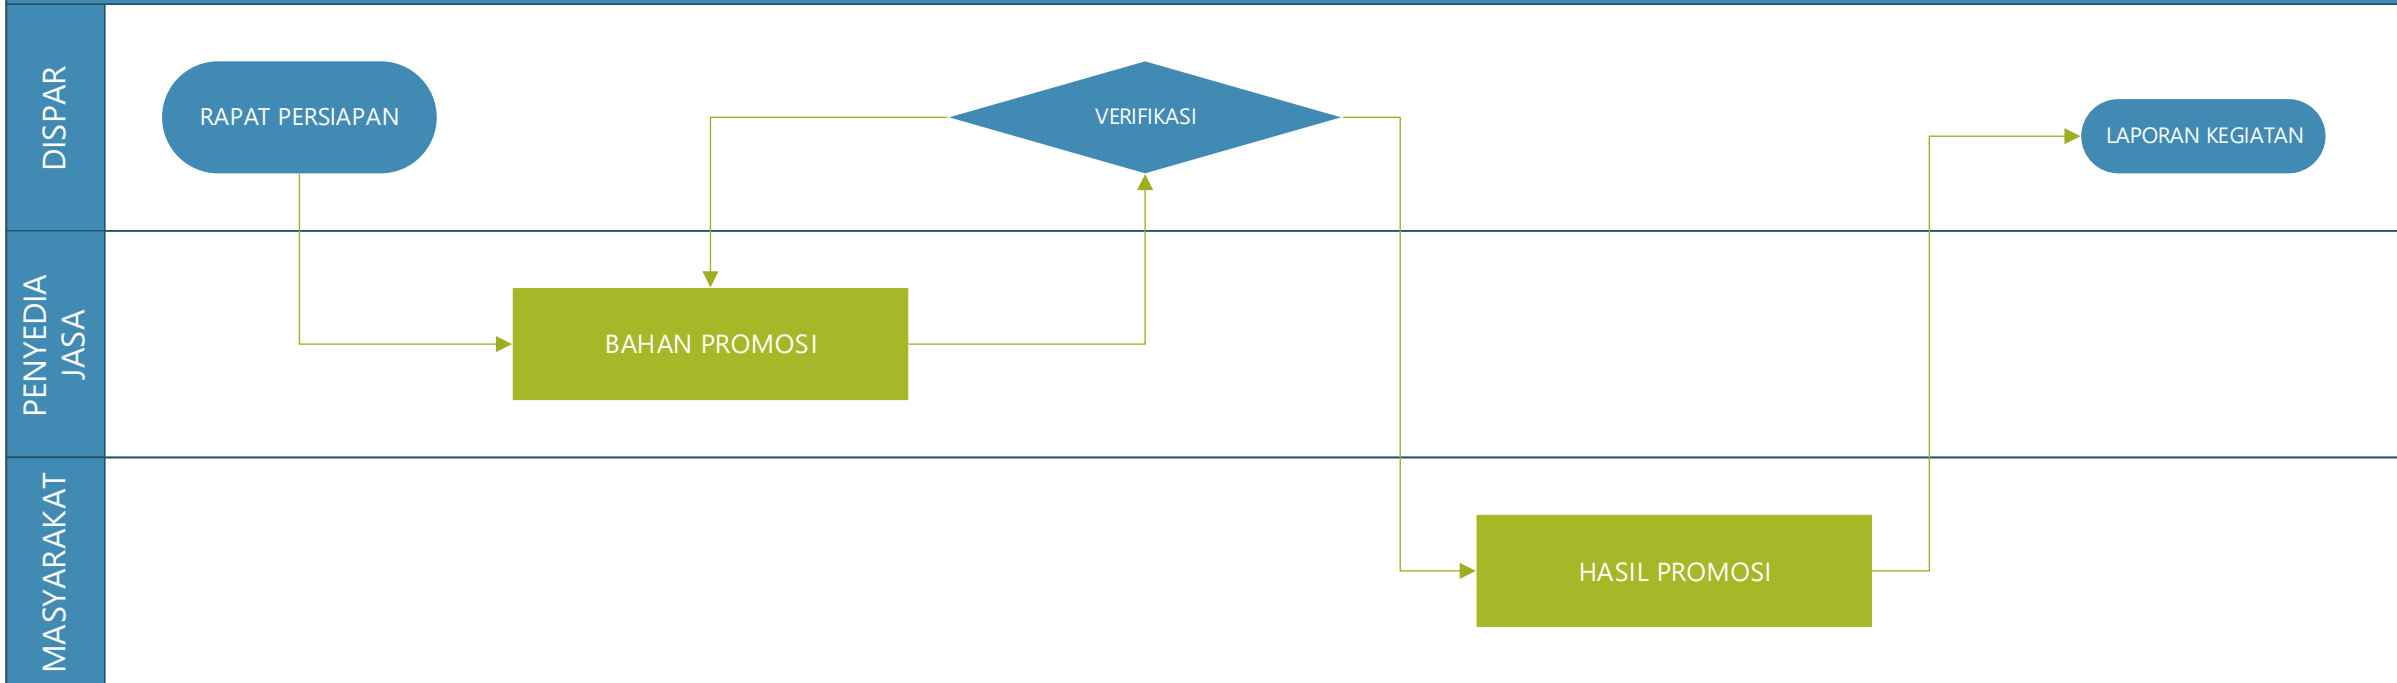 DISPAR
RAPAT PERSIAPAN
VERIFIKASI
LAPORAN KEGIATAN
PENYEDIA
JASA
BAHAN PROMOSI
MASYARAKAT
HASIL PROMOSI